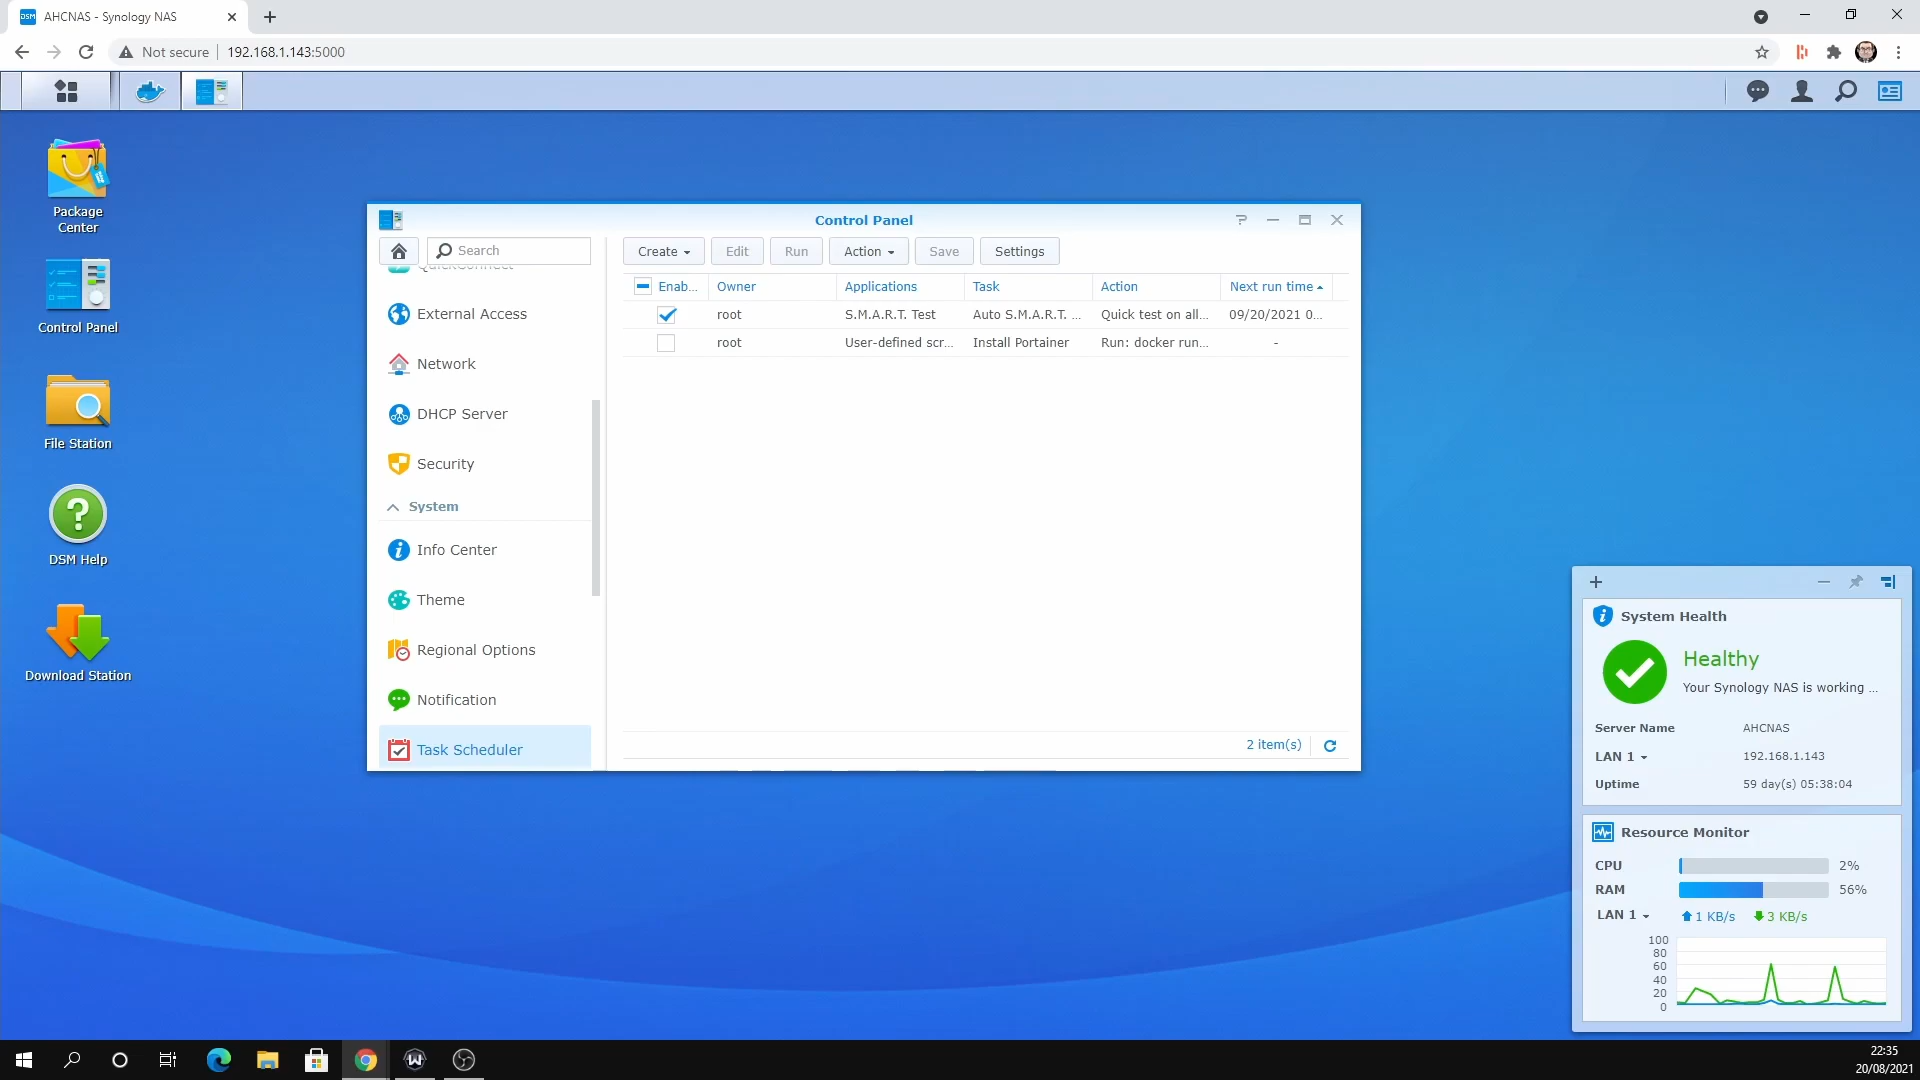 AHCNAS - Synology NAS
Not secure
192.168.1.143:5000
Package
Center
Control Panel
File Station
DSM Help
Download Station
Control Panel
Search
QuickConnect
External Access
Network
DHCP Server
Security
System
Info Center
Theme
Regional Options
Notification
Task Scheduler
Create Edit Run Action Save Settings
Enab... Owner Applications Task Action Next run time
root S.M.A.R.T. Test Auto S.M.A.R.T. ... Quick test on all... 09/20/2021 0...
root User-defined scr... Install Portainer Run: docker run... -
2 item(s)
System Health
Healthy
Your Synology NAS is working ...
Server Name AHCNAS
LAN 1 192.168.1.143
Uptime 59 day(s) 05:38:04
Resource Monitor
CPU 2%
RAM 56%
LAN 1 1 KB/s 3 KB/s
100
80
60
40
20
0
22:35
20/08/2021